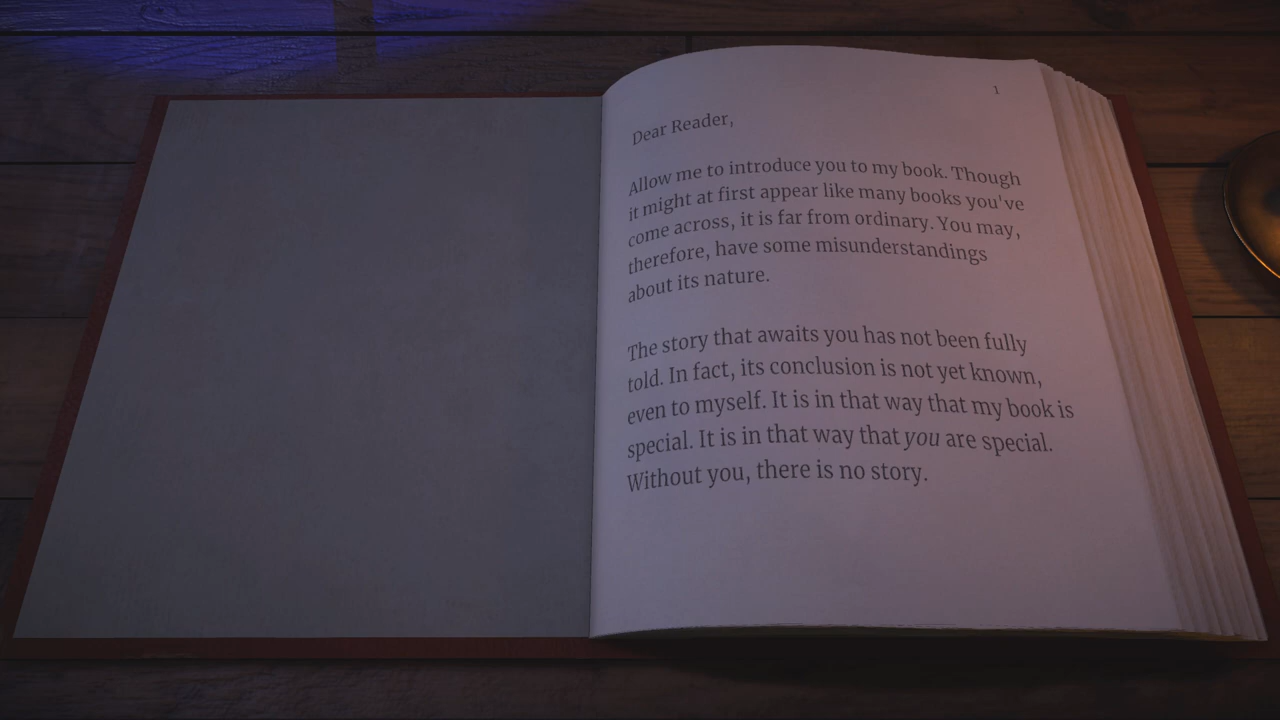 1
Dear Reader,
Allow me to introduce you to my book. Though
it might at first appear like many books you've
come across, it is far from ordinary. You may,
therefore, have some misunderstandings
about its nature.
The story that awaits you has not been fully
told. In fact, its conclusion is not yet known,
even to myself. It is in that way that my book is
special. It is in that way that you are special.
Without you, there is no story.